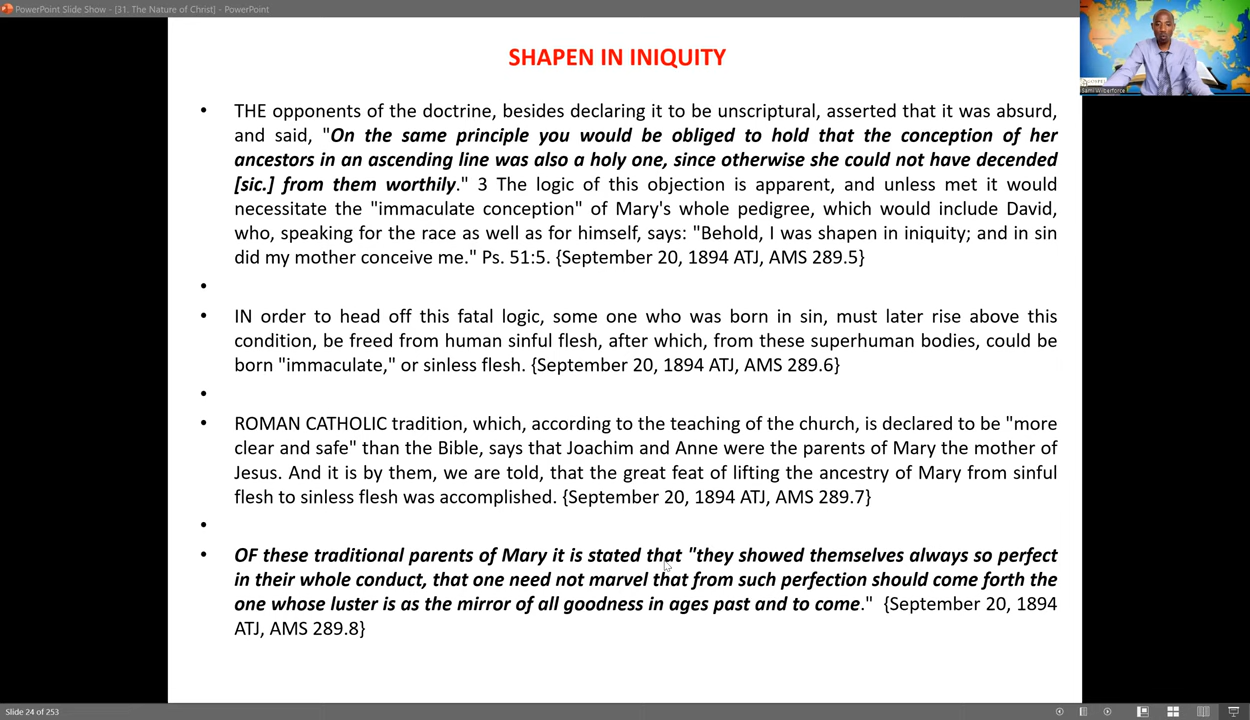 PowerPoint Slide Show - [31. The Nature of Christ] - PowerPoint
SHAPEN IN INIQUITY
• THE opponents of the doctrine, besides declaring it to be unscriptural, asserted that it was absurd,
and said, "On the same principle you would be obliged to hold that the conception of her
ancestors in an ascending line was also a holy one, since otherwise she could not have decended
[sic.] from them worthily." 3 The logic of this objection is apparent, and unless met it would
necessitate the "immaculate conception" of Mary's whole pedigree, which would include David,
who, speaking for the race as well as for himself, says: "Behold, I was shapen in iniquity; and in sin
did my mother conceive me." Ps. 51:5. {September 20, 1894 ATJ, AMS 289.5}
•
• IN order to head off this fatal logic, some one who was born in sin, must later rise above this
condition, be freed from human sinful flesh, after which, from these superhuman bodies, could be
born "immaculate," or sinless flesh. {September 20, 1894 ATJ, AMS 289.6}
•
• ROMAN CATHOLIC tradition, which, according to the teaching of the church, is declared to be "more
clear and safe" than the Bible, says that Joachim and Anne were the parents of Mary the mother of
Jesus. And it is by them, we are told, that the great feat of lifting the ancestry of Mary from sinful
flesh to sinless flesh was accomplished. {September 20, 1894 ATJ, AMS 289.7}
•
• OF these traditional parents of Mary it is stated that "they showed themselves always so perfect
in their whole conduct, that one need not marvel that from such perfection should come forth the
one whose luster is as the mirror of all goodness in ages past and to come." {September 20, 1894
ATJ, AMS 289.8}
Sami Wilberforce
Slide 24 of 253